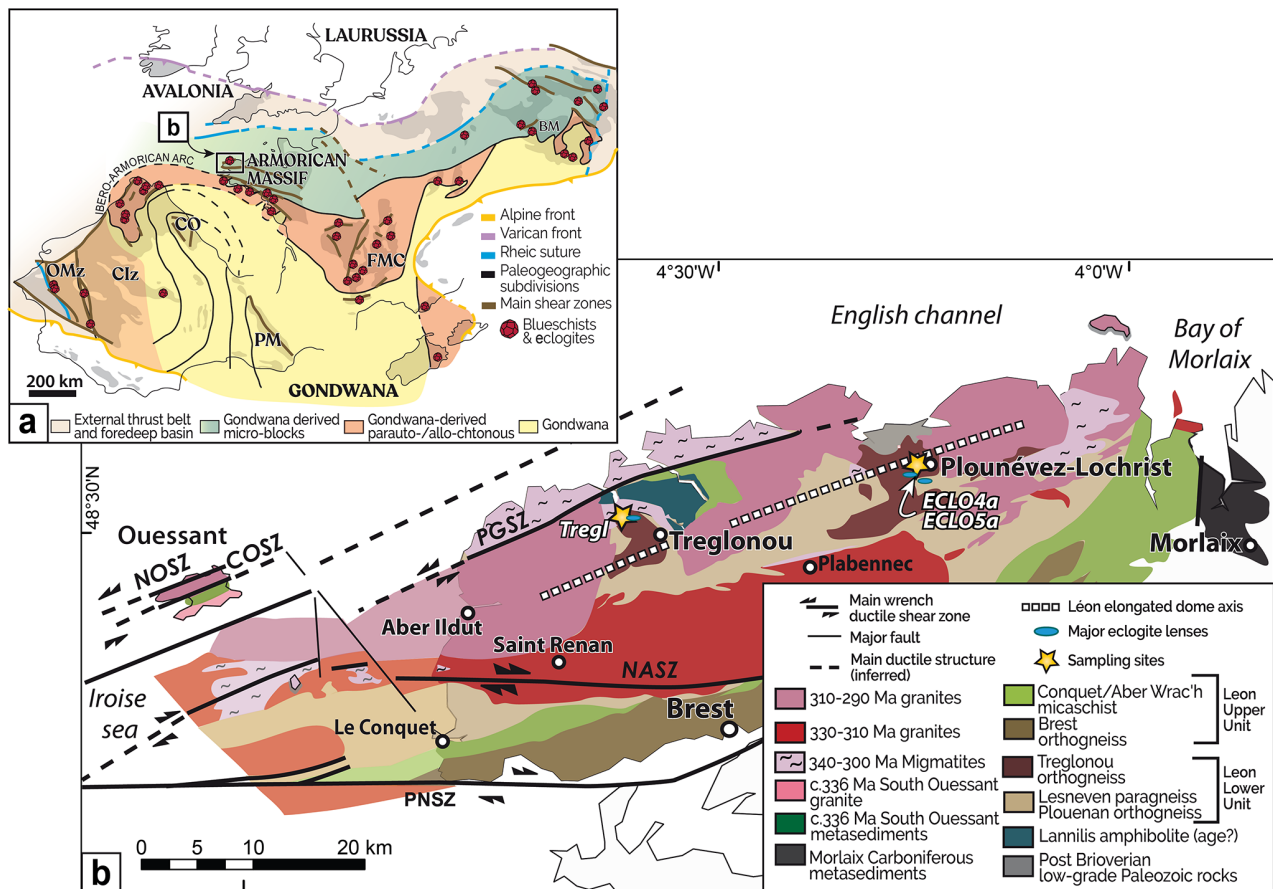 LAURUSSIA
AVALONIA
b
ARMORICAN
MASSIF
IBERO-ARMORICAN ARC
BM
CO
OMz
CIz
FMC
PM
GONDWANA
Alpine front
Varican front
Rheic suture
Paleogeographic
subdivisions
Main shear zones
Blueschists
& eclogites
200 km
a
External thrust belt
and foredeep basin
Gondwana derived
micro-blocks
Gondwana-derived
parauto-/allo-chtonous
Gondwana
4°30'W
4°0'W
48°30'N
English channel
Bay of
Morlaix
Plounévez-Lochrist
ECLO4a
ECLO5a
Morlaix
Tregl
Treglonou
PGSZ
Plabennec
Ouessant
NOSZ
COSZ
Aber Ildut
Saint Renan
NASZ
Iroise
sea
Le Conquet
Brest
PNSZ
0 5 10 20 km
b
Main wrench
ductile shear zone
Major fault
Main ductile structure
(inferred)
310-290 Ma granites
330-310 Ma granites
340-300 Ma Migmatites
c.336 Ma South Ouessant
granite
c.336 Ma South Ouessant
metasediments
Morlaix Carboniferous
metasediments
Léon elongated dome axis
Major eclogite lenses
Sampling sites
Conquet/Aber Wrac'h
micaschist
Brest
orthogneiss
Leon
Upper
Unit
Treglonou
orthogneiss
Lesneven paragneiss
Plouenan orthogneiss
Leon
Lower
Unit
Lannilis amphibolite (age?)
Post Brioverian
low-grade Paleozoic rocks